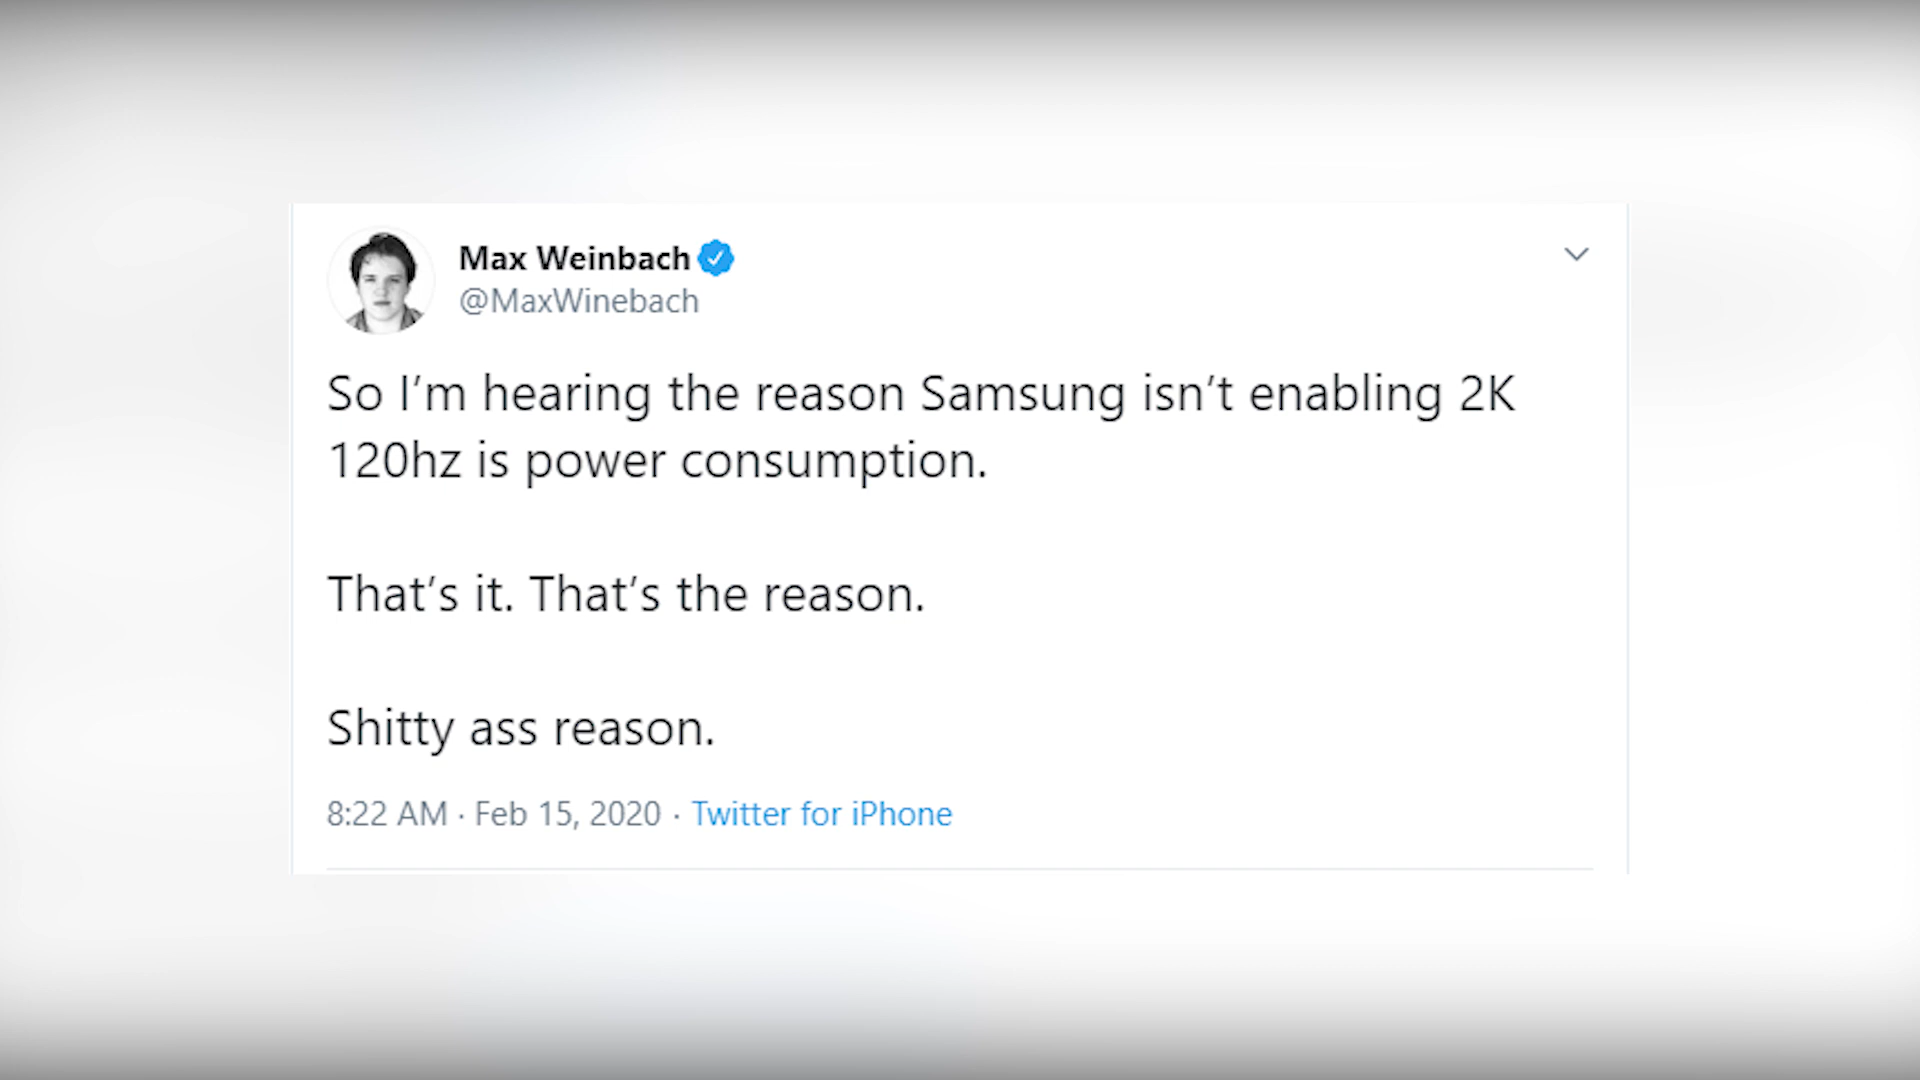 Max Weinbach
@MaxWinebach
So I’m hearing the reason Samsung isn’t enabling 2K
120hz is power consumption.
That’s it. That’s the reason.
Shitty ass reason.
8:22 AM · Feb 15, 2020 · Twitter for iPhone